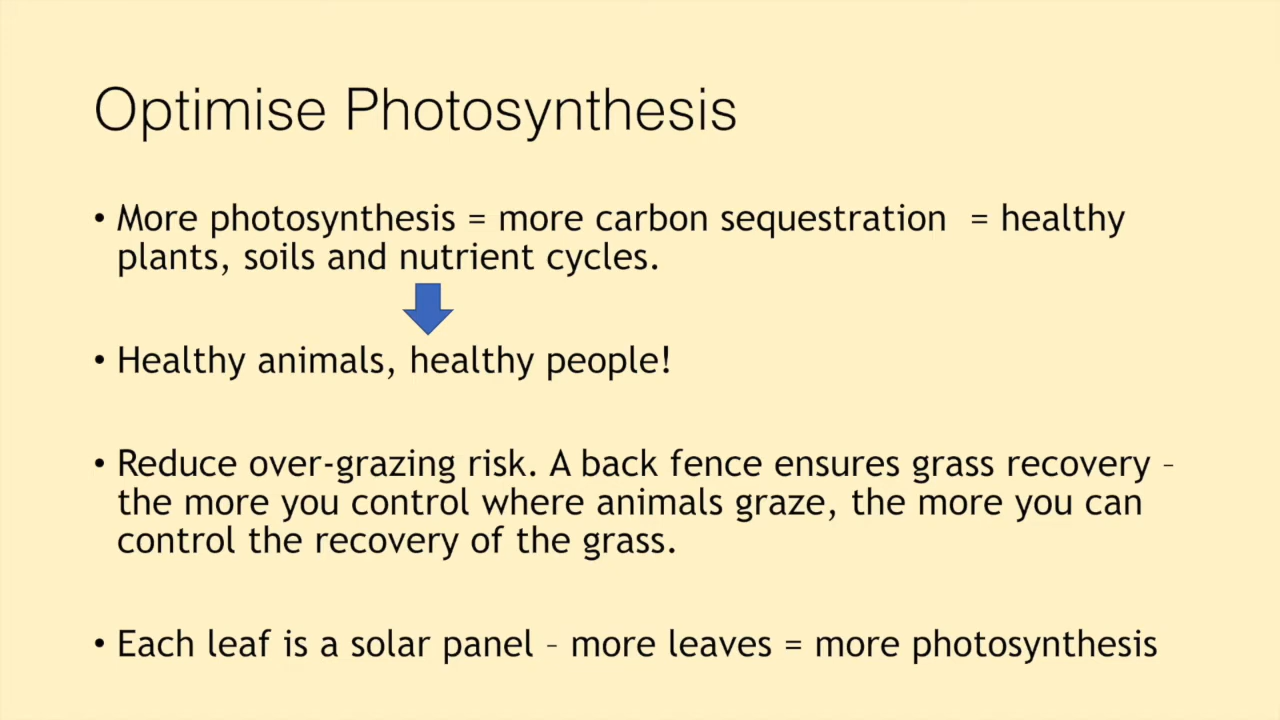 Optimise Photosynthesis
• More photosynthesis = more carbon sequestration  = healthy
plants, soils and nutrient cycles.
• Healthy animals, healthy people!
• Reduce over-grazing risk. A back fence ensures grass recovery –
the more you control where animals graze, the more you can
control the recovery of the grass.
• Each leaf is a solar panel – more leaves = more photosynthesis